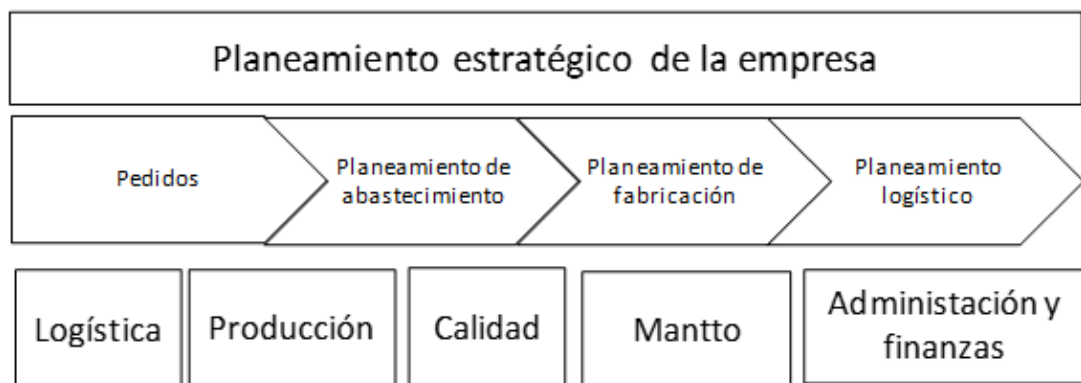 Planeamiento estratégico de la empresa
Pedidos
Planeamiento de
abastecimiento
Planeamiento de
fabricación
Planeamiento
logístico
Logística
Producción
Calidad
Mantto
Administación y
finanzas